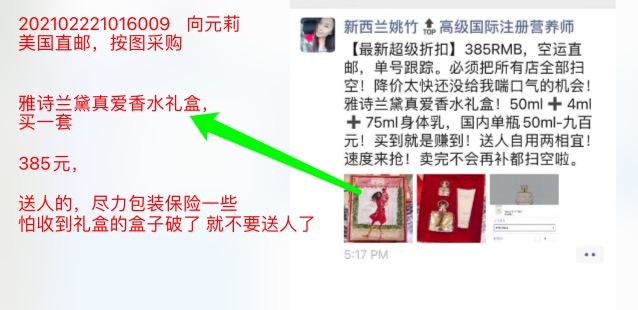 202102221016009 向元莉
美国直邮，按图采购
雅诗兰黛真爱香水礼盒，
买一套
385元，
送人的，尽力包装保险一些
怕收到礼盒的盒子破了 就不要送人了
新西兰姚竹🔝高级国际注册营养师
【最新超级折扣】385RMB，空运直
邮，单号跟踪。必须把所有店全部扫
空！降价太快还没给我喘口气的机会！
雅诗兰黛真爱香水礼盒！50ml➕4ml
➕75ml身体乳，国内单瓶50ml-九百
元！买到就是赚到！送人自用两相宜！
速度来抢！卖完不会再补都扫空啦。
5:17 PM